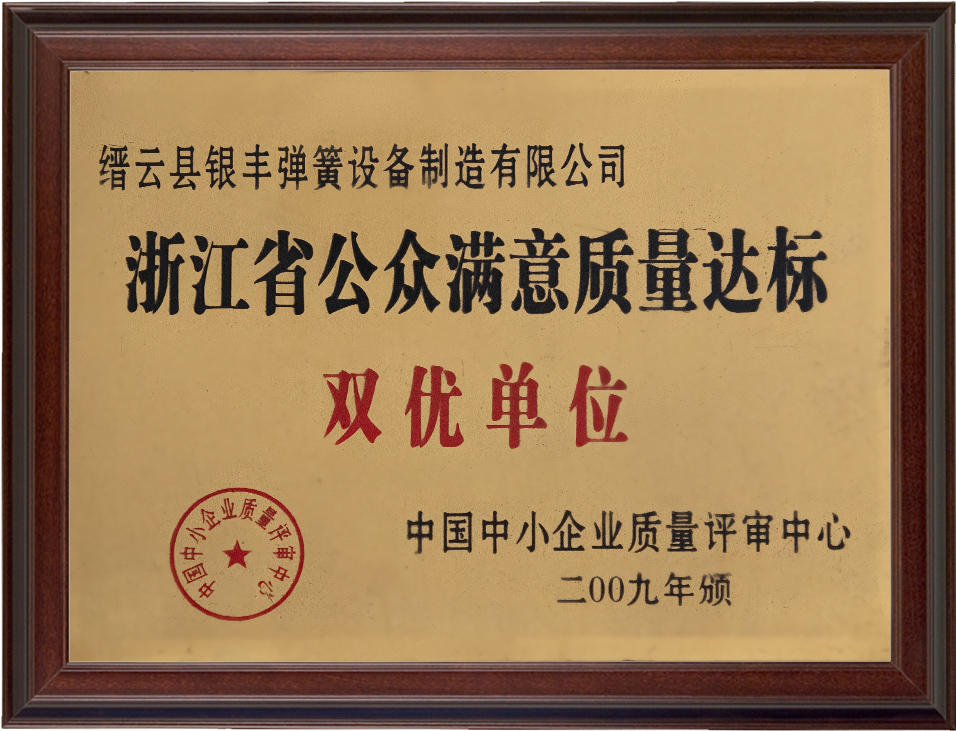 缙云县银丰弹簧设备制造有限公司
浙江省公众满意质量达标
双优单位
中国中小企业质量评审中心
中国中小企业质量评审中心
二00九年颁